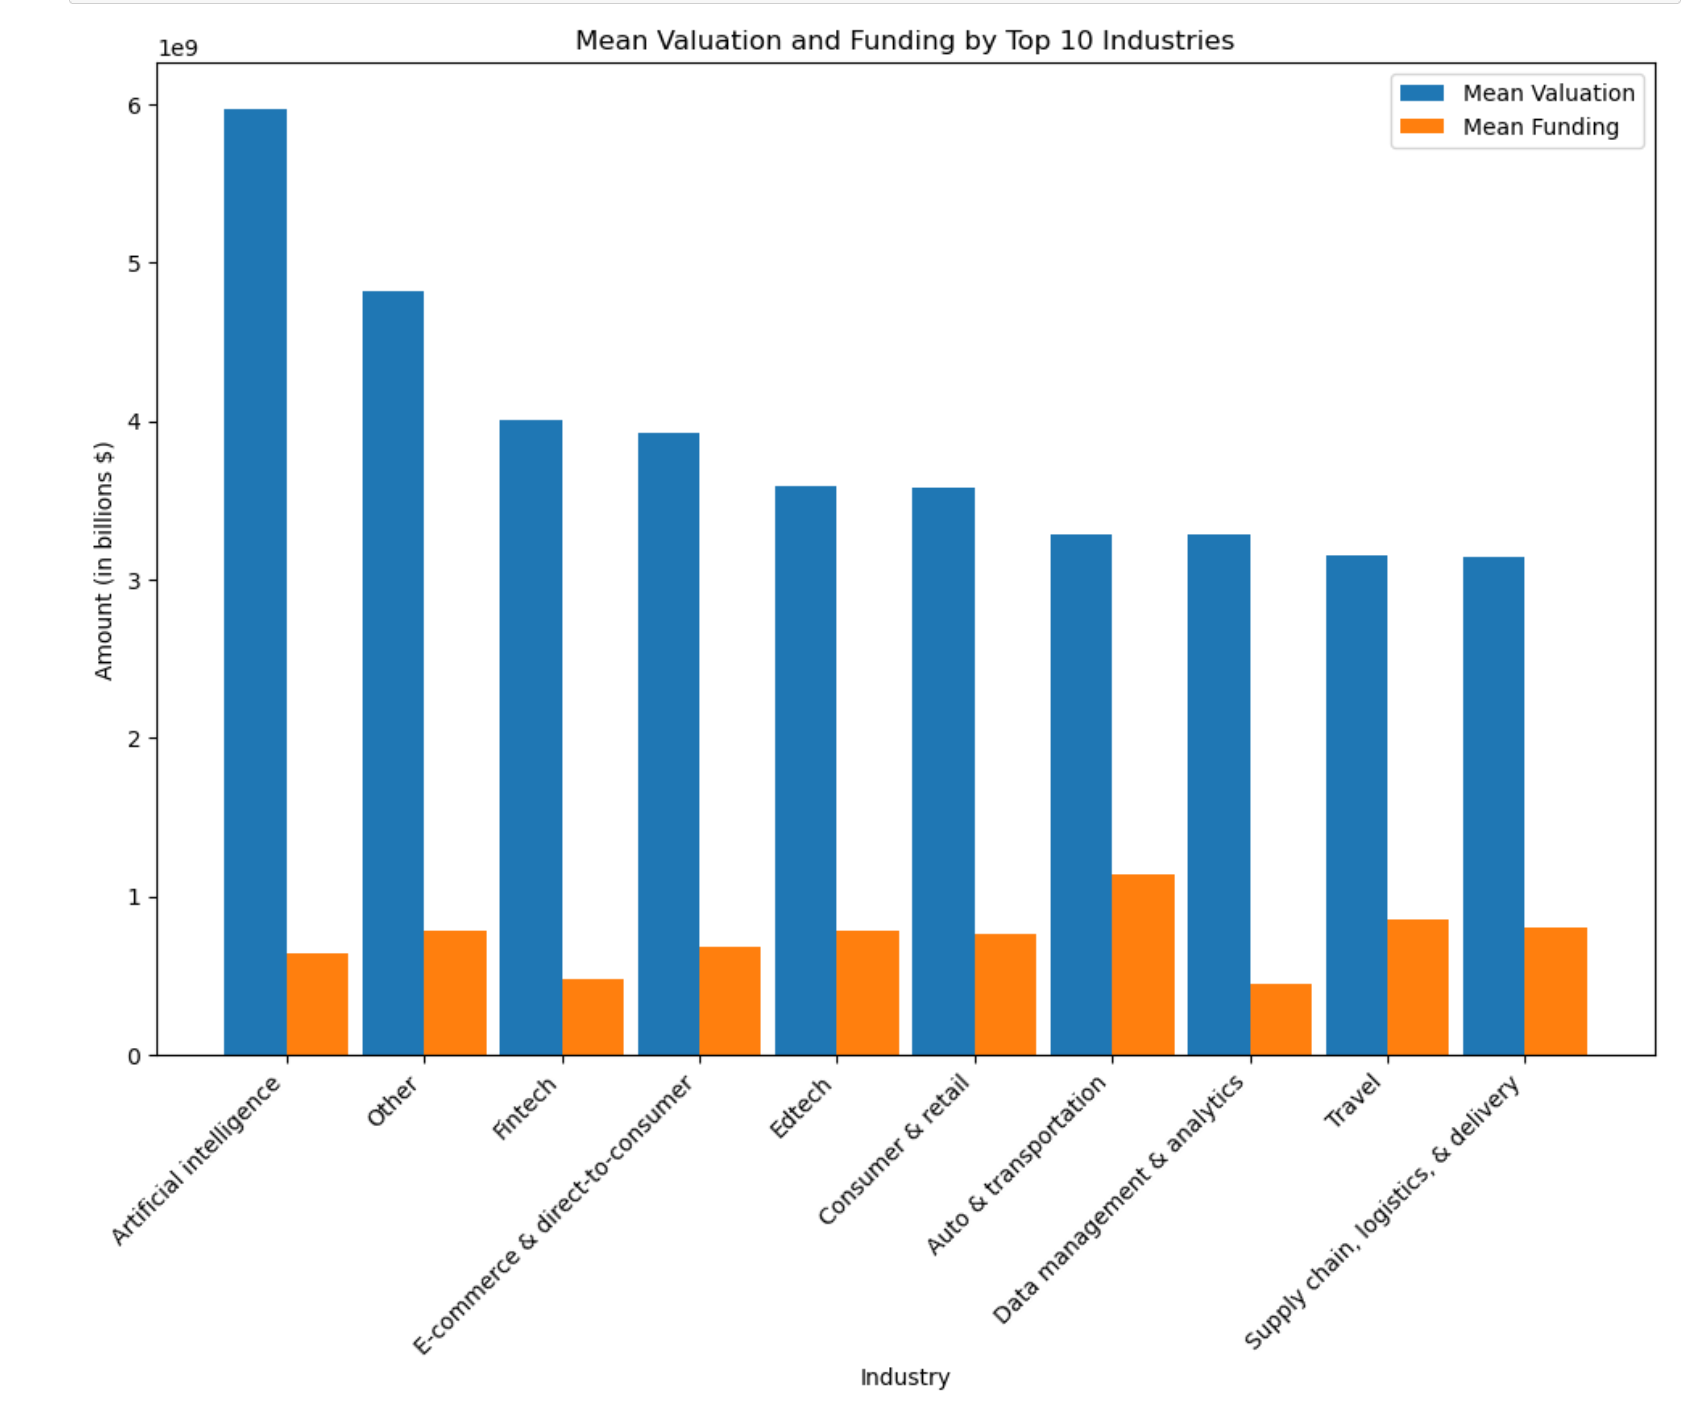 Mean Valuation and Funding by Top 10 Industries
1e9
Mean Valuation
Mean Funding
6
5
4
3
2
1
0
Amount (in billions $)
Artificial intelligence
Other
Fintech
E-commerce & direct-to-consumer
Edtech
Consumer & retail
Auto & transportation
Data management & analytics
Travel
Supply chain, logistics, & delivery
Industry